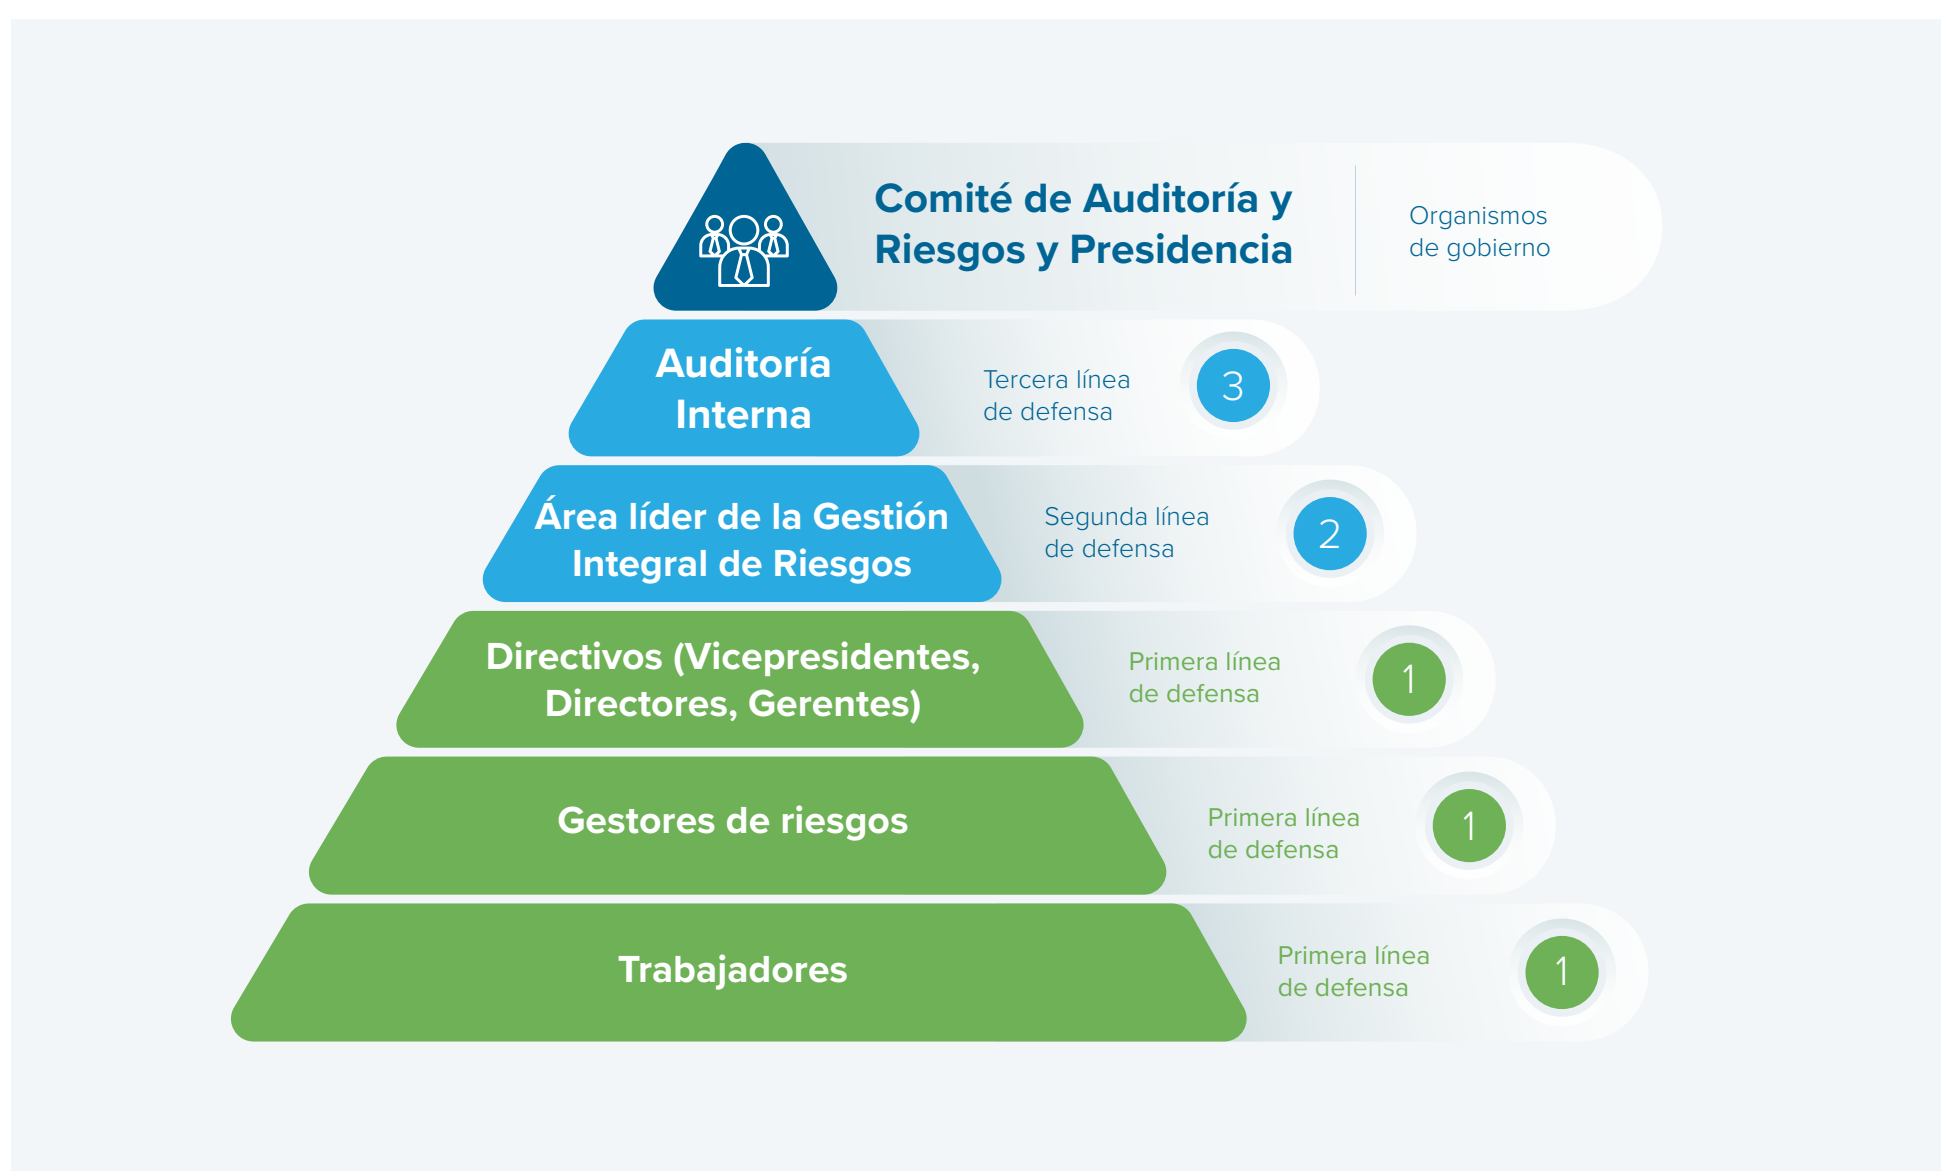 Comité de Auditoría y
Riesgos y Presidencia
Organismos
de gobierno
Auditoría
Interna
Tercera línea
de defensa
3
Área líder de la Gestión
Integral de Riesgos
Segunda línea
de defensa
2
Directivos (Vicepresidentes,
Directores, Gerentes)
Primera línea
de defensa
1
Gestores de riesgos
Primera línea
de defensa
1
Trabajadores
Primera línea
de defensa
1